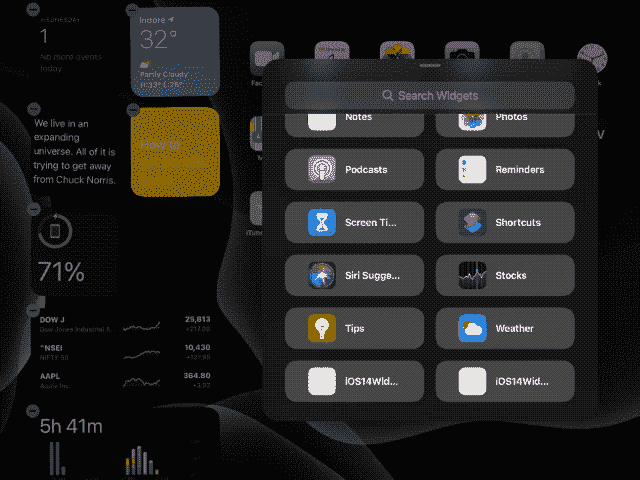 WEDNESDAY
1
No more events
today
Indore
32°
Partly Cloudy
H:33° L:25°
We live in an
expanding
universe. All of it is
trying to get away
from Chuck Norris.
How to
71%
DOW J
Dow Jones Industrial A.
25,813
+217.08
^NSEI
NIFTY 50
10,430
+127.95
AAPL
Apple Inc.
364.80
+3.02
5h 41m
Search Widgets
Notes
Photos
Podcasts
Reminders
Screen Ti...
Shortcuts
Siri Sugge...
Stocks
Tips
Weather
iOS14Wid...
iOS14Wid...